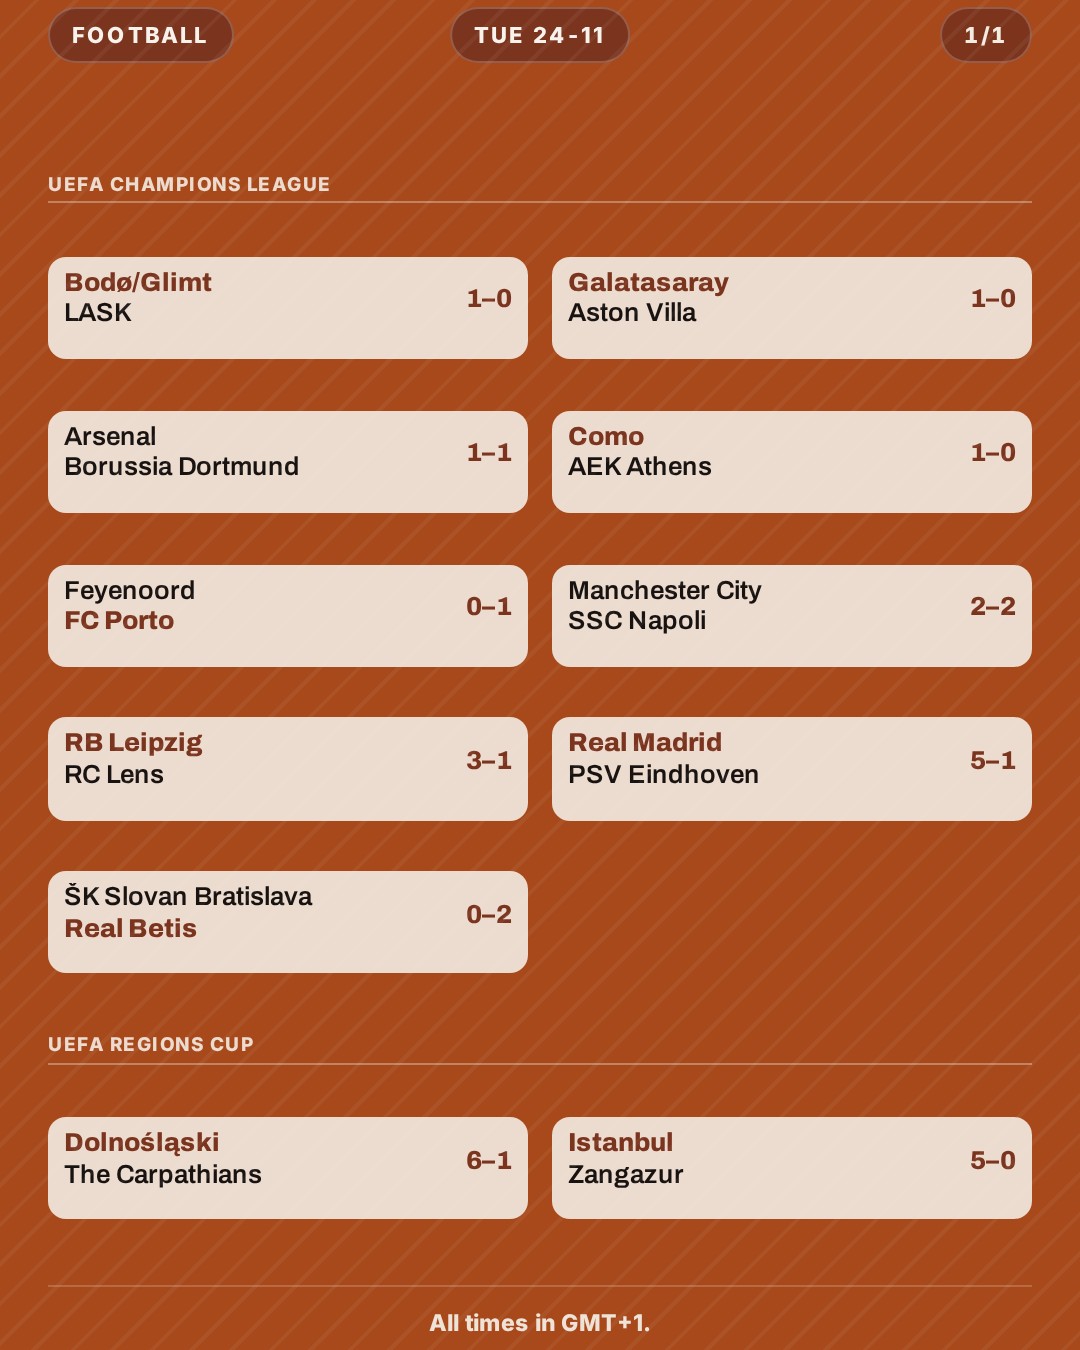 FOOTBALL
TUE 24-11
1/1
UEFA CHAMPIONS LEAGUE
Bodø/Glimt
LASK
1–0
Galatasaray
Aston Villa
1–0
Arsenal
Borussia Dortmund
1–1
Como
AEK Athens
1–0
Feyenoord
FC Porto
0–1
Manchester City
SSC Napoli
2–2
RB Leipzig
RC Lens
3–1
Real Madrid
PSV Eindhoven
5–1
ŠK Slovan Bratislava
Real Betis
0–2
UEFA REGIONS CUP
Dolnośląski
The Carpathians
6–1
Istanbul
Zangazur
5–0
All times in GMT+1.